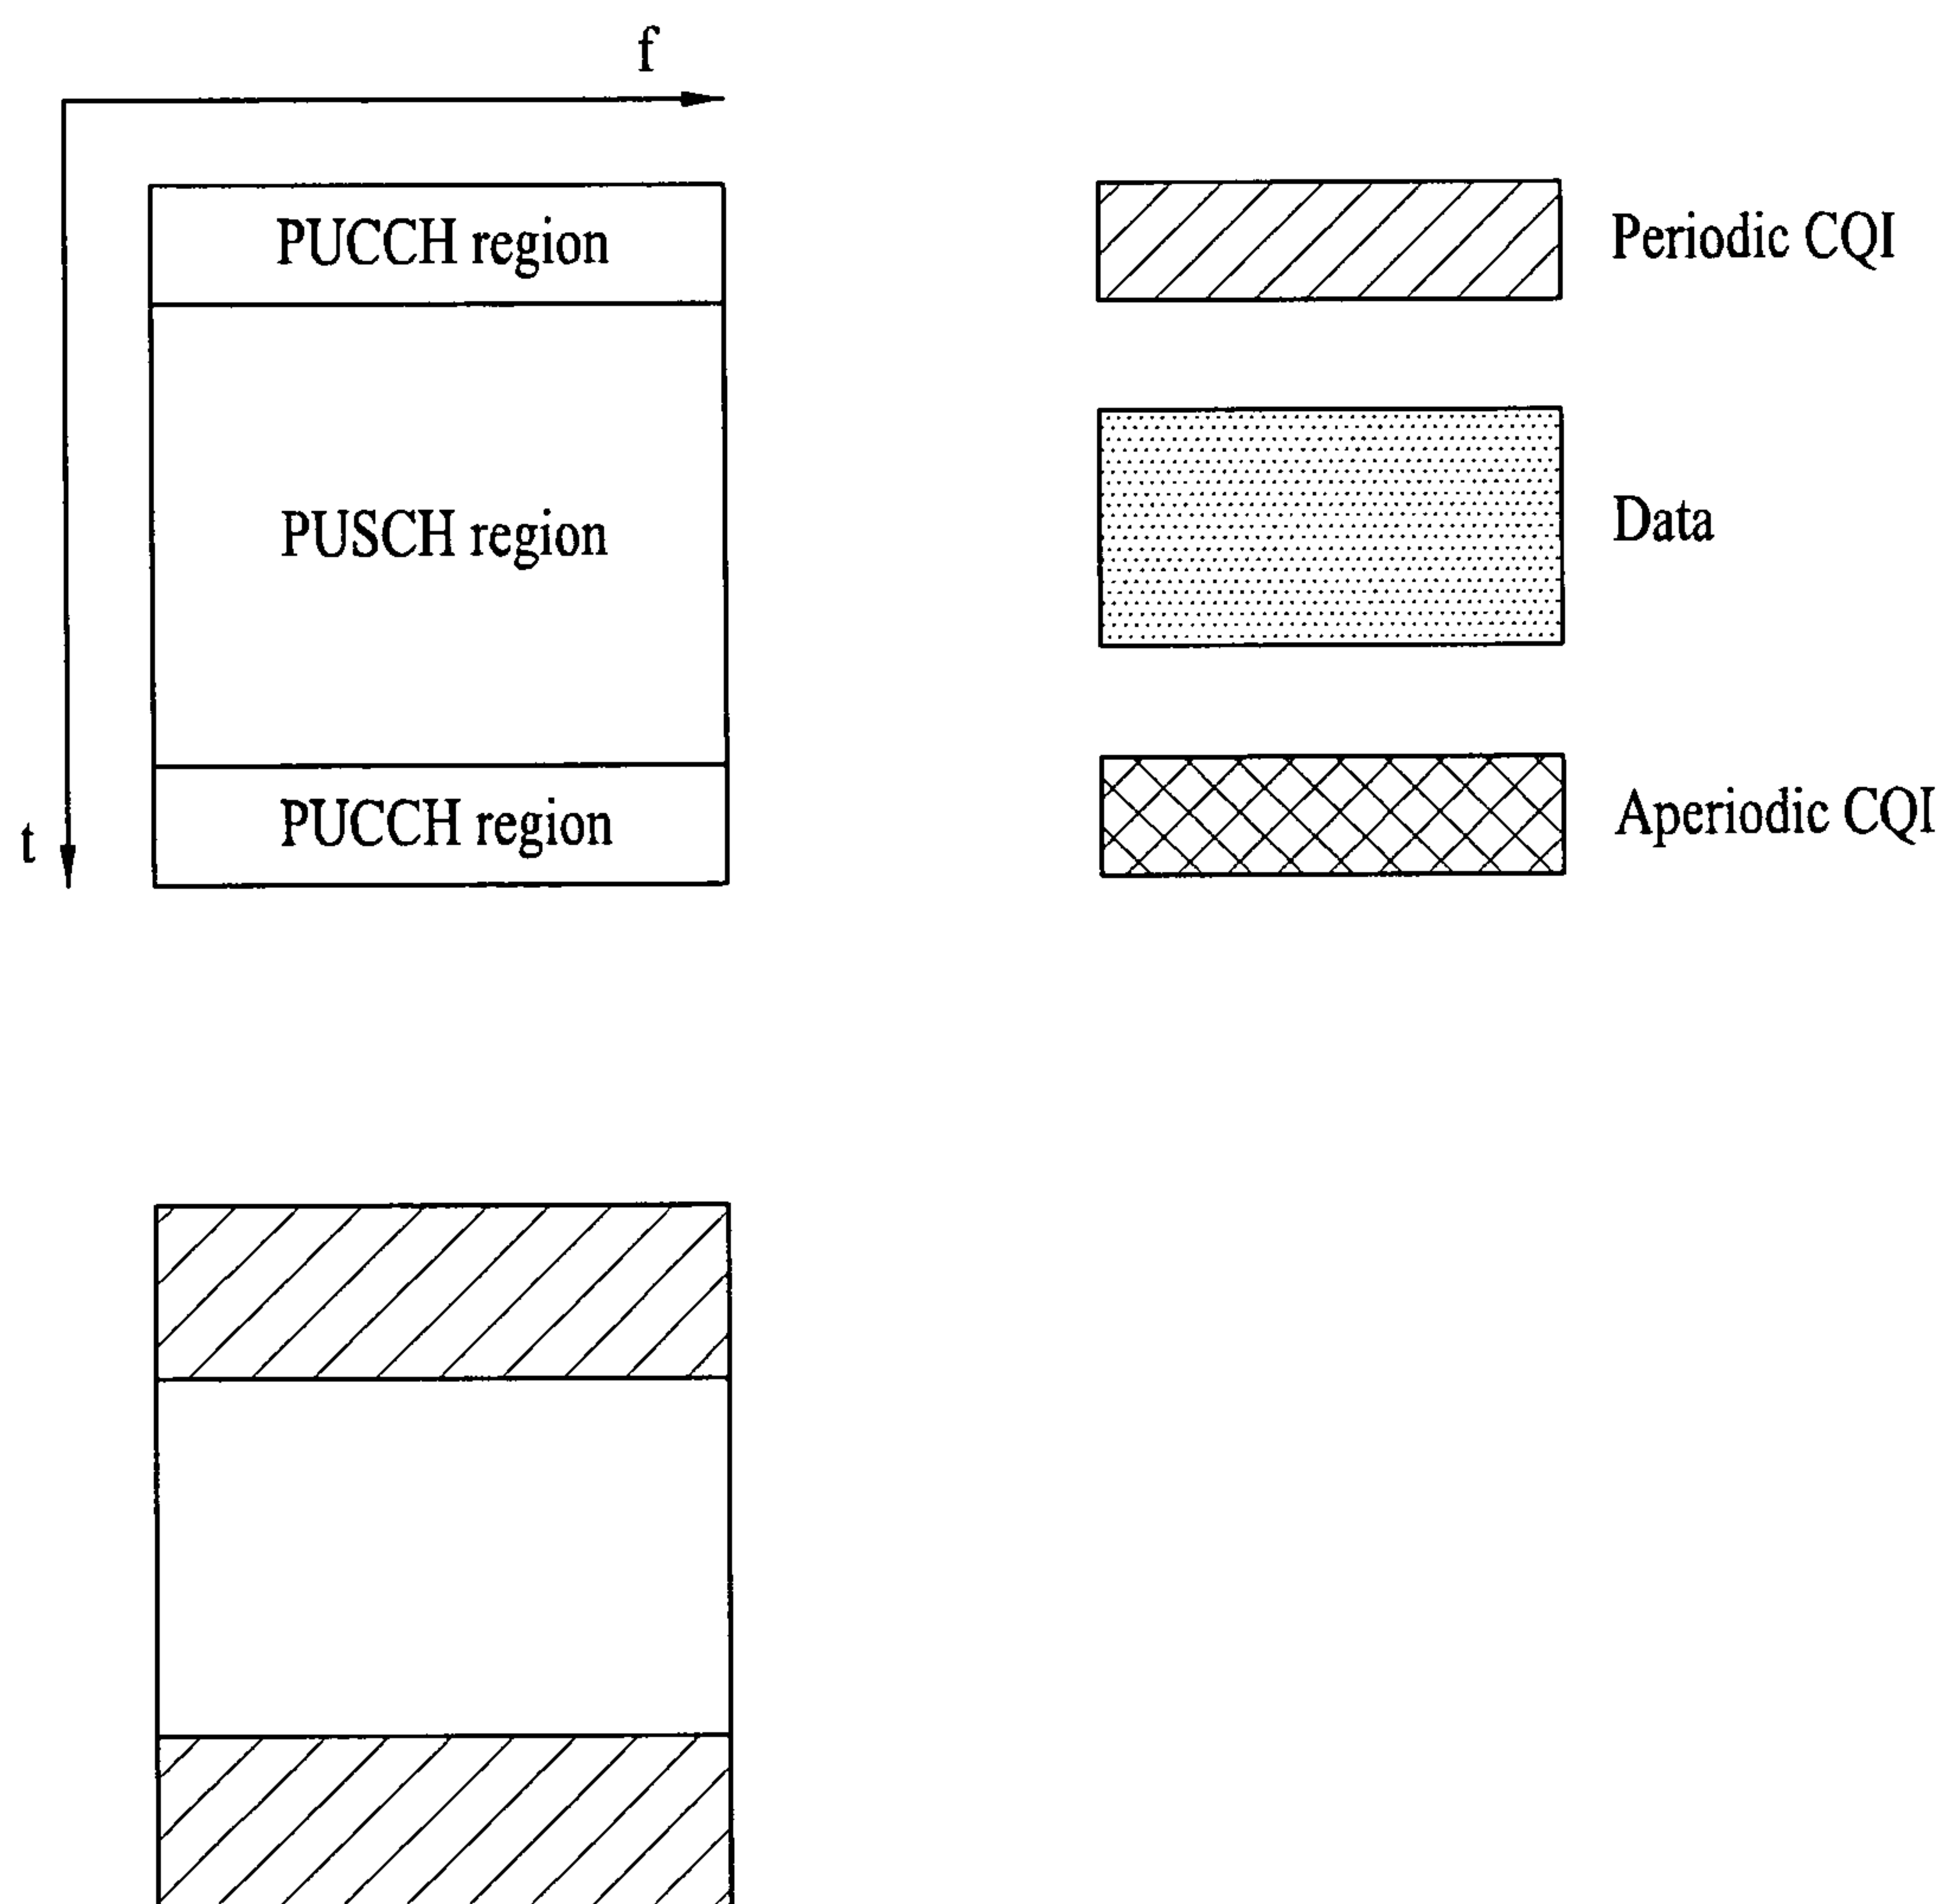 f
PUCCH region
PUSCH region
PUCCH region
t
Periodic CQI
Data
Aperiodic CQI